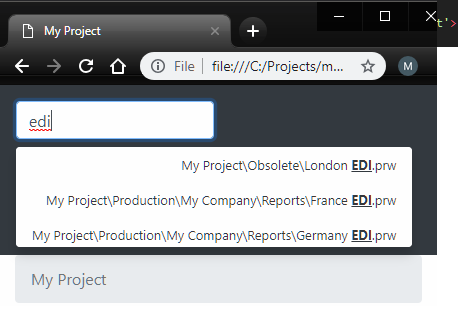 My Project
t'>
File
file:///C:/Projects/m...
M
edi
My Project\Obsolete\London EDI.prw
My Project\Production\My Company\Reports\France EDI.prw
My Project\Production\My Company\Reports\Germany EDI.prw
My Project